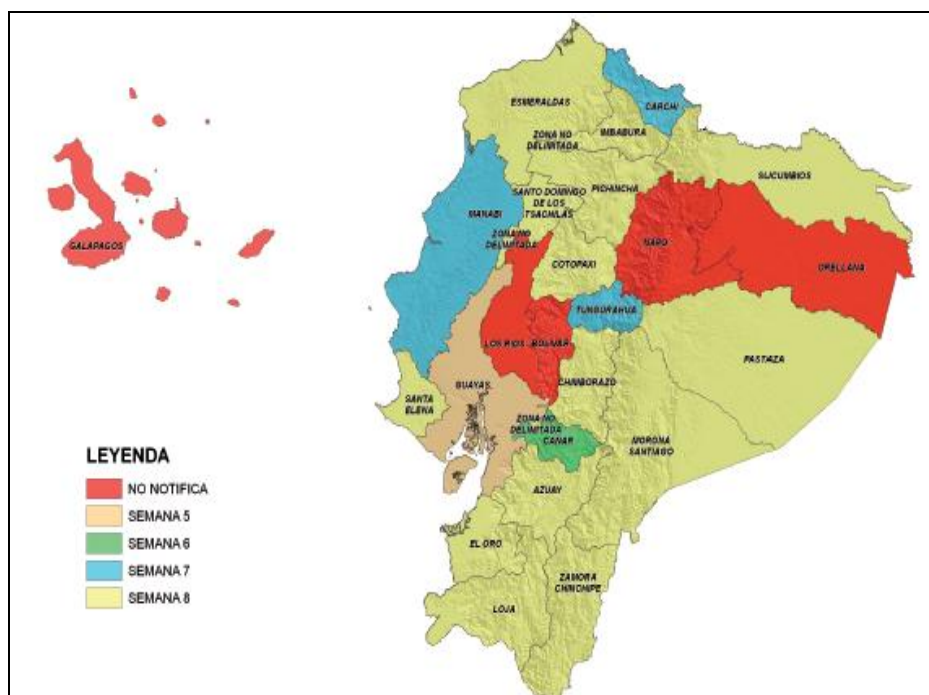 ESMERALDAS
CARCHI
IMBABURA
ZONA NO
DELIMITADA
SUCUMBIOS
PICHINCHA
SANTO DOMINGO
DE LOS
TSACHILAS
MANABI
ZONA NO
DELIMITADA
NAPO
GALAPAGOS
COTOPAXI
ORELLANA
TUNGURAHUA
LOS RIOS
BOLIVAR
PASTAZA
GUAYAS
CHIMBORAZO
SANTA
ELENA
ZONA NO
DELIMITADA
CAÑAR
MORONA
SANTIAGO
AZUAY
EL ORO
ZAMORA
CHINCHIPE
LOJA
LEYENDA
NO NOTIFICA
SEMANA 5
SEMANA 6
SEMANA 7
SEMANA 8